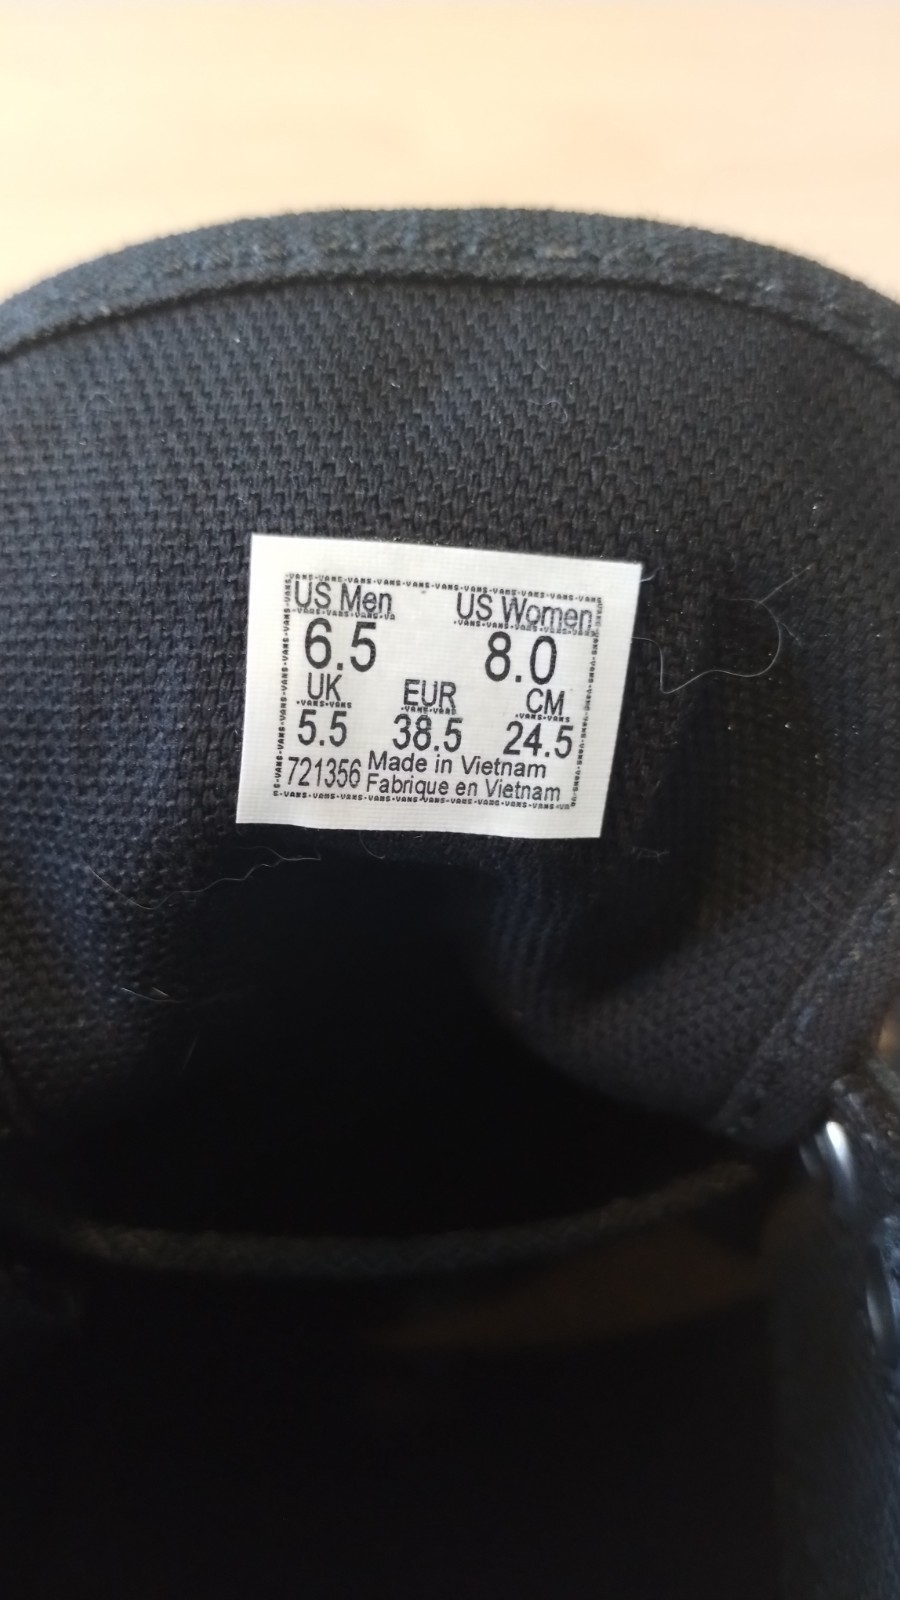 US Men US Women
6.5 8.0
UK EUR CM
5.5 38.5 24.5
721356 Made in Vietnam
Fabrique en Vietnam